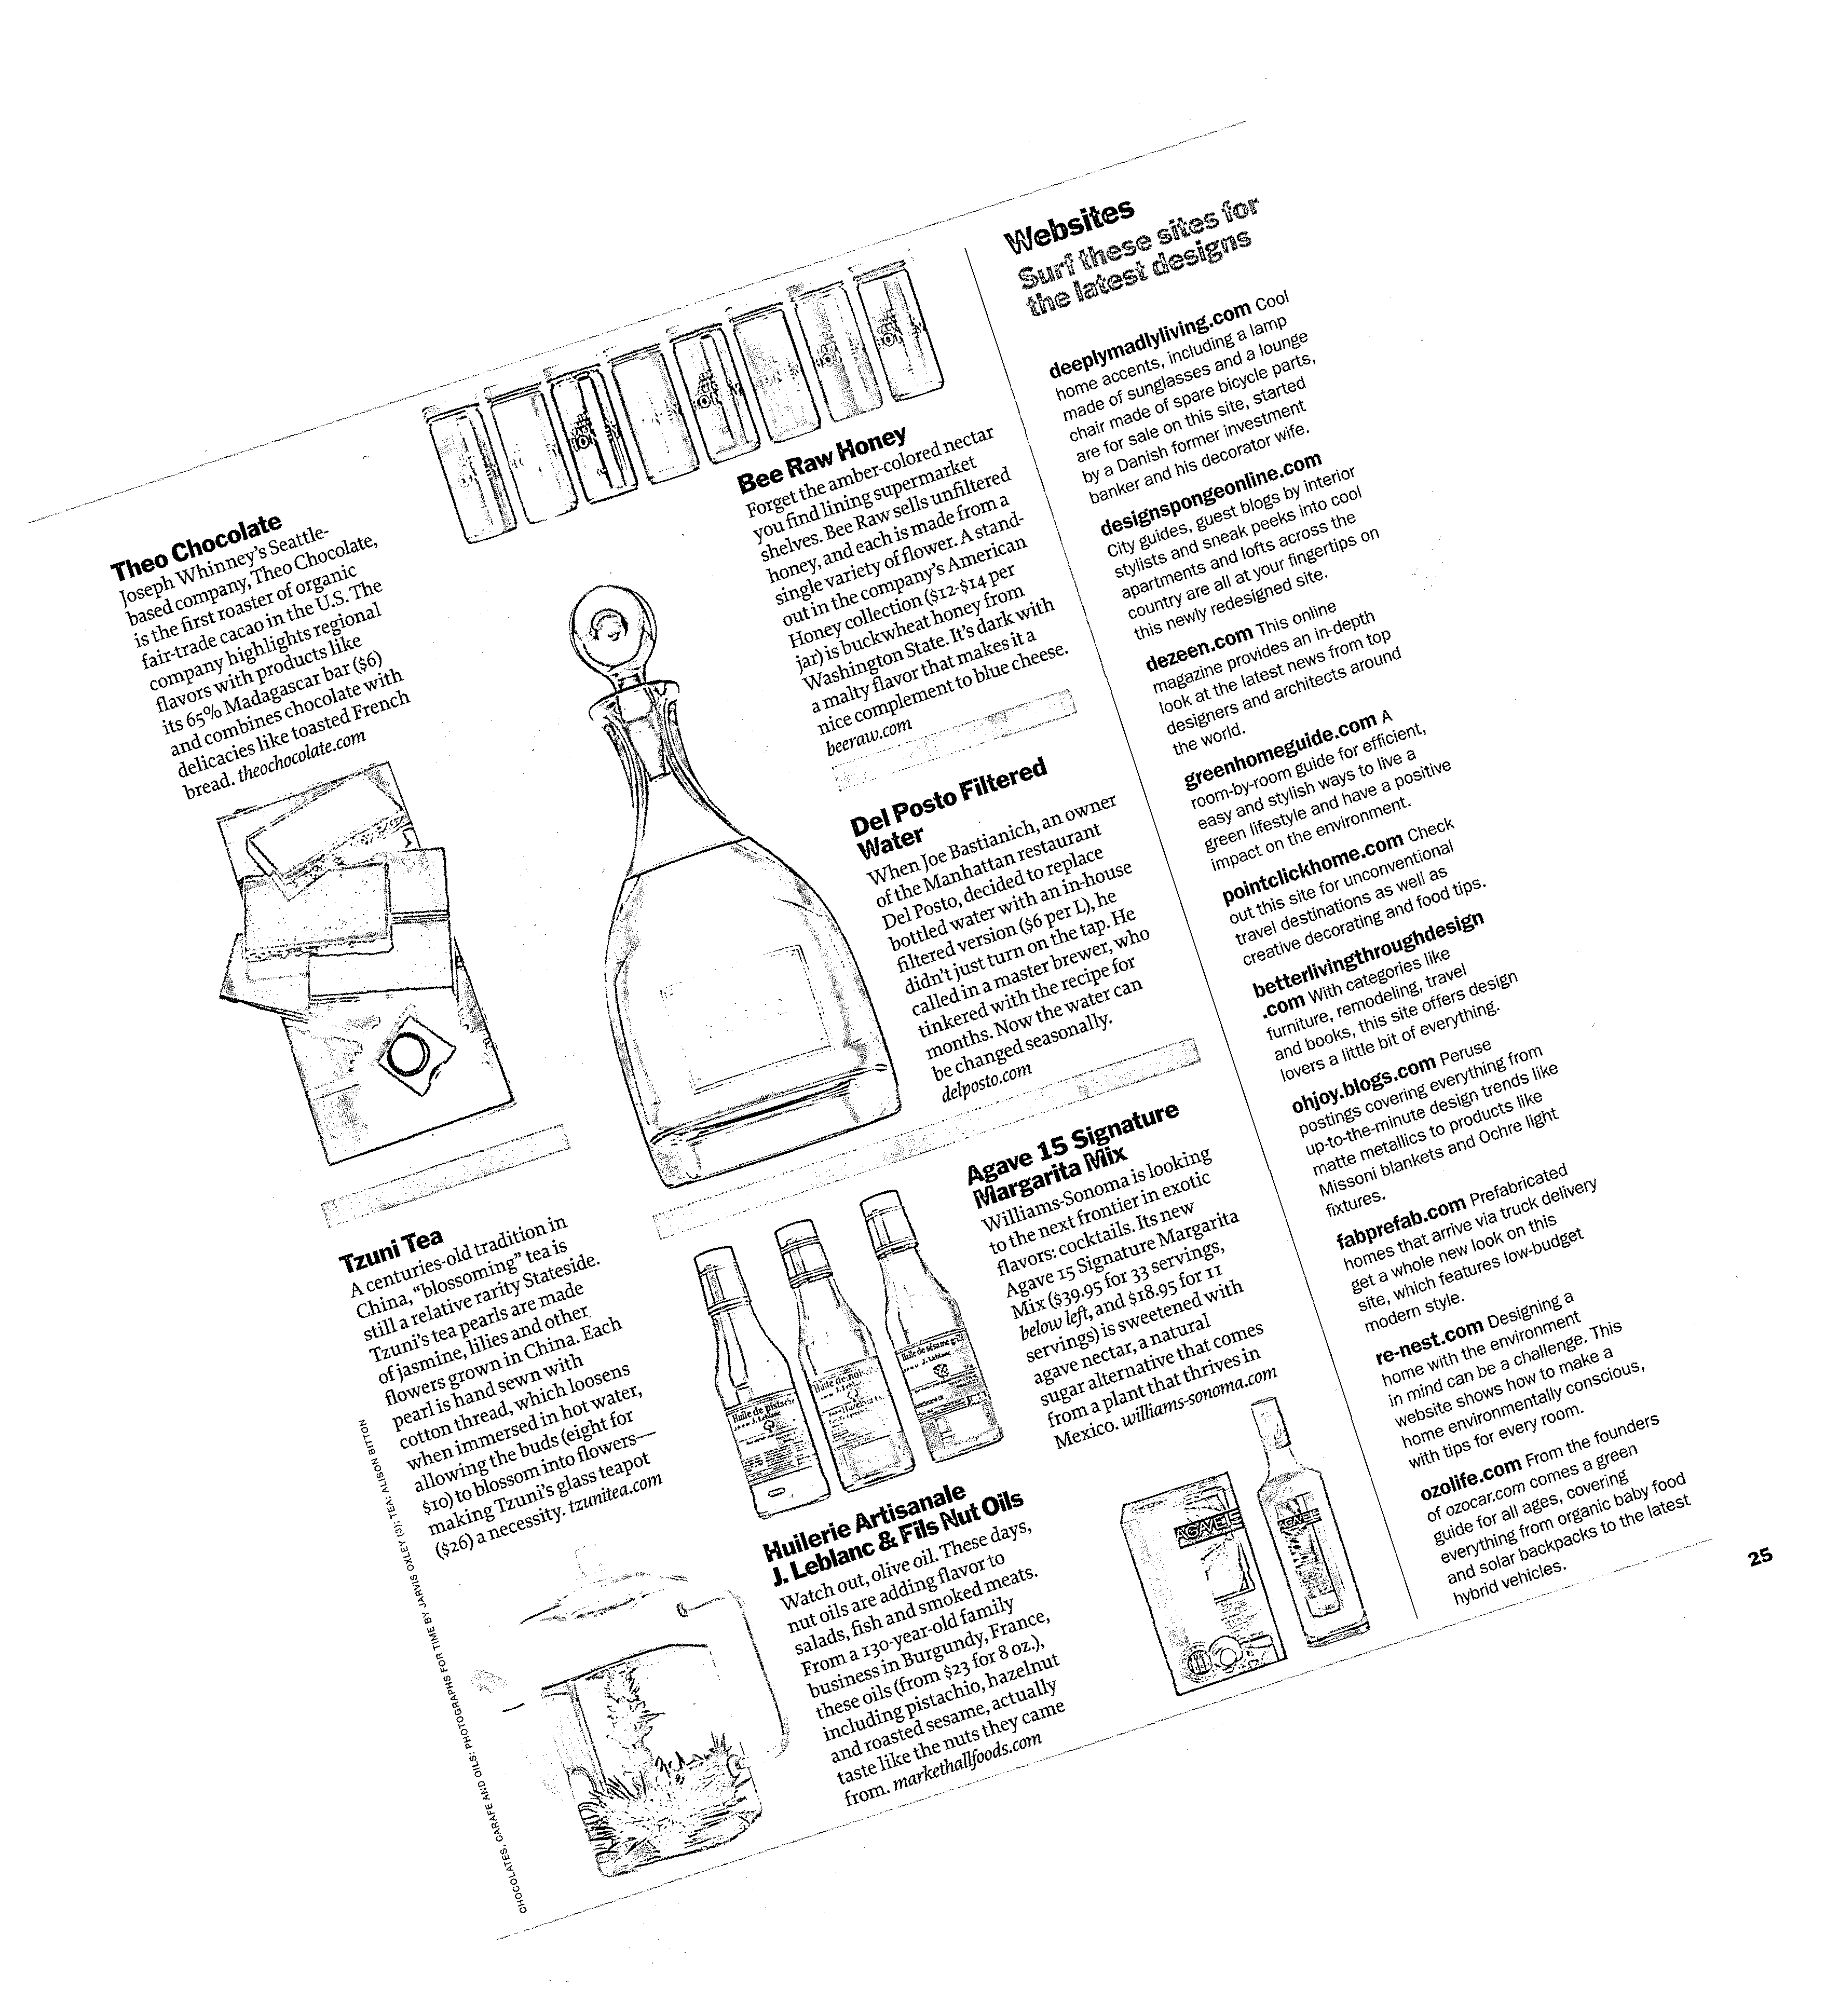 Theo Chocolate
Joseph Whinney's Seattle-
based company, Theo Chocolate,
is the first roaster of organic
fair-trade cacao in the U.S. The
company highlights regional
flavors with products like
its 65% Madagascar bar ($6)
and combines chocolate with
delicacies like toasted French
bread. theochocolate.com
Tzuni Tea
A centuries-old tradition in
China, “blossoming” tea is
still a relative rarity Stateside.
Tzuni's tea pearls are made
of jasmine, lilies and other
flowers grown in China. Each
pearl is hand sewn with
cotton thread, which loosens
when immersed in hot water,
allowing the buds (eight for
$10) to blossom into flowers—
making Tzuni's glass teapot
($26) a necessity. tzunitea.com
CHOCOLATES, CARAFE AND OILS: PHOTOGRAPHS FOR TIME BY JARVIS OXLEY (3); TEA: ALISON BITTON
Bee Raw Honey
Forget the amber-colored nectar
you find lining supermarket
shelves. Bee Raw sells unfiltered
honey, and each is made from a
single variety of flower. A stand-
out in the company's American
Honey collection ($12-$14 per
jar) is buckwheat honey from
Washington State. It's dark with
a malty flavor that makes it a
nice complement to blue cheese.
beeraw.com
Del Posto Filtered
Water
When Joe Bastianich, an owner
of the Manhattan restaurant
Del Posto, decided to replace
bottled water with an in-house
filtered version ($6 per L), he
didn't just turn on the tap. He
called in a master brewer, who
tinkered with the recipe for
months. Now the water can
be changed seasonally.
delposto.com
Agave 15 Signature
Margarita Mix
Williams-Sonoma is looking
to the next frontier in exotic
flavors: cocktails. Its new
Agave 15 Signature Margarita
Mix ($39.95 for 33 servings,
below left, and $18.95 for 11
servings) is sweetened with
agave nectar, a natural
sugar alternative that comes
from a plant that thrives in
Mexico. williams-sonoma.com
Huile de pistache
J. Leblanc
Huile de noi
J. Leblanc
Huile de sésame grillé
J. Leblanc
Huilerie Artisanale
J. Leblanc & Fils Nut Oils
Watch out, olive oil. These days,
nut oils are adding flavor to
salads, fish and smoked meats.
From a 130-year-old family
business in Burgundy, France,
these oils (from $23 for 8 oz.),
including pistachio, hazelnut
and roasted sesame, actually
taste like the nuts they came
from. markethallfoods.com
AGAVE 15
AGAVE 15
Websites
Surf these sites for
the latest designs
deeplymadlyliving.com Cool
home accents, including a lamp
made of sunglasses and a lounge
chair made of spare bicycle parts,
are for sale on this site, started
by a Danish former investment
banker and his decorator wife.
designspongeonline.com
City guides, guest blogs by interior
stylists and sneak peeks into cool
apartments and lofts across the
country are all at your fingertips on
this newly redesigned site.
dezeen.com This online
magazine provides an in-depth
look at the latest news from top
designers and architects around
the world.
greenhomeguide.com A
room-by-room guide for efficient,
easy and stylish ways to live a
green lifestyle and have a positive
impact on the environment.
pointclickhome.com Check
out this site for unconventional
travel destinations as well as
creative decorating and food tips.
betterlivingthroughdesign
.com With categories like
furniture, remodeling, travel
and books, this site offers design
lovers a little bit of everything.
ohjoy.blogs.com Peruse
postings covering everything from
up-to-the-minute design trends like
matte metallics to products like
Missoni blankets and Ochre light
fixtures.
fabprefab.com Prefabricated
homes that arrive via truck delivery
get a whole new look on this
site, which features low-budget
modern style.
re-nest.com Designing a
home with the environment
in mind can be a challenge. This
website shows how to make a
home environmentally conscious,
with tips for every room.
ozolife.com From the founders
of ozocar.com comes a green
guide for all ages, covering
everything from organic baby food
and solar backpacks to the latest
hybrid vehicles.
25